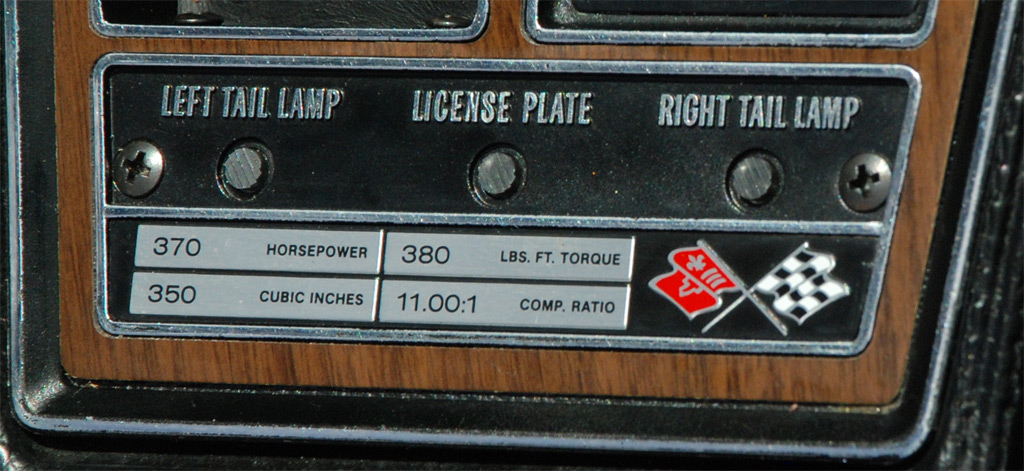 LEFT TAIL LAMP LICENSE PLATE RIGHT TAIL LAMP
370 HORSEPOWER 380 LBS. FT. TORQUE
350 CUBIC INCHES 11.00:1 COMP. RATIO